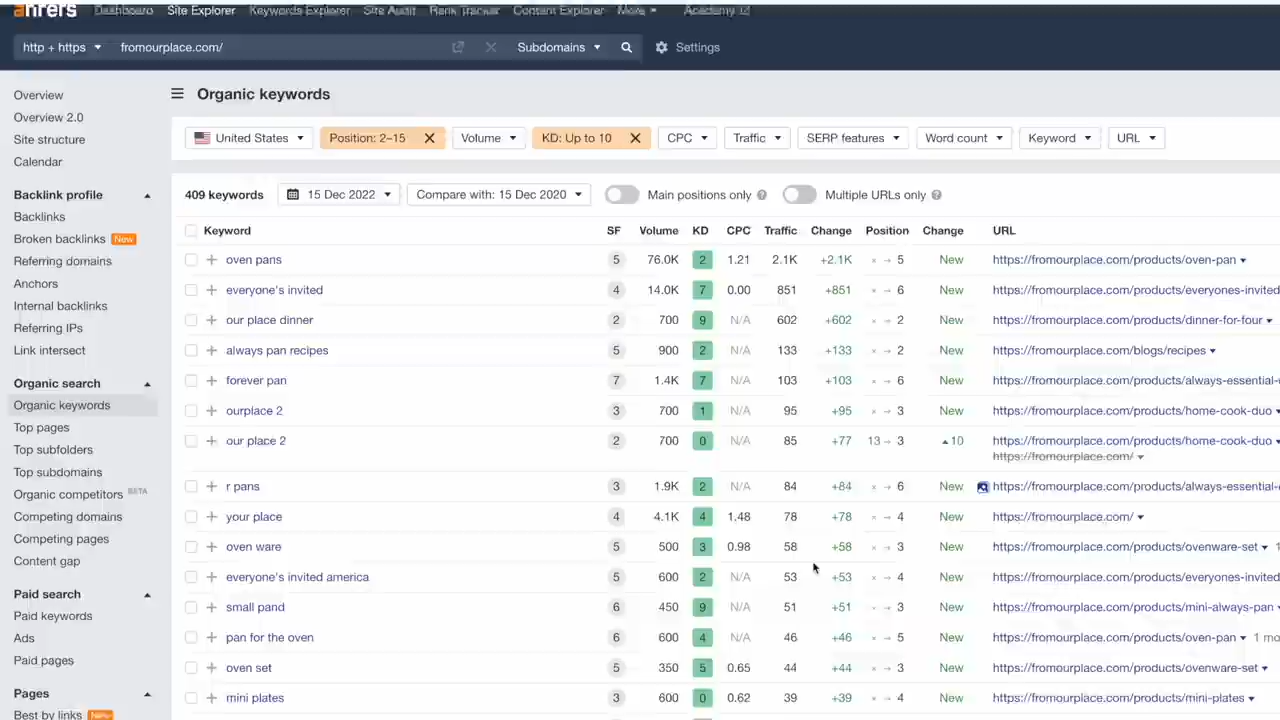 ahrefs Dashboard Site Explorer Keywords Explorer Site Audit Rank Tracker Content Explorer More Academy
http + https fromourplace.com/ Subdomains Settings
Overview
Overview 2.0
Site structure
Calendar
Backlink profile
Backlinks
Broken backlinks New
Referring domains
Anchors
Internal backlinks
Referring IPs
Link intersect
Organic search
Organic keywords
Top pages
Top subfolders
Top subdomains
Organic competitors BETA
Competing domains
Competing pages
Content gap
Paid search
Paid keywords
Ads
Paid pages
Pages
Best by links New
Organic keywords
United States Position: 2–15 Volume KD: Up to 10 CPC Traffic SERP features Word count Keyword URL
409 keywords 15 Dec 2022 Compare with: 15 Dec 2020 Main positions only Multiple URLs only
Keyword SF Volume KD CPC Traffic Change Position Change URL
oven pans 5 76.0K 2 1.21 2.1K +2.1K × → 5 New https://fromourplace.com/products/oven-pan
everyone's invited 4 14.0K 7 0.00 851 +851 × → 6 New https://fromourplace.com/products/everyones-invited
our place dinner 2 700 9 N/A 602 +602 × → 2 New https://fromourplace.com/products/dinner-for-four
always pan recipes 5 900 2 N/A 133 +133 × → 2 New https://fromourplace.com/blogs/recipes
forever pan 7 1.4K 7 N/A 103 +103 × → 6 New https://fromourplace.com/products/always-essential-
ourplace 2 3 700 1 N/A 95 +95 × → 3 New https://fromourplace.com/products/home-cook-duo
our place 2 2 700 0 N/A 85 +77 13 → 3 10 https://fromourplace.com/products/home-cook-duo
https://fromourplace.com/
r pans 3 1.9K 2 N/A 84 +84 × → 6 New https://fromourplace.com/products/always-essential-
your place 4 4.1K 4 1.48 78 +78 × → 4 New https://fromourplace.com/
oven ware 5 500 3 0.98 58 +58 × → 3 New https://fromourplace.com/products/ovenware-set 1
everyone's invited america 5 600 2 N/A 53 +53 × → 4 New https://fromourplace.com/products/everyones-invited
small pand 6 450 9 N/A 51 +51 × → 3 New https://fromourplace.com/products/mini-always-pan
pan for the oven 6 600 4 N/A 46 +46 × → 5 New https://fromourplace.com/products/oven-pan 1 mo
oven set 5 350 5 0.65 44 +44 × → 3 New https://fromourplace.com/products/ovenware-set
mini plates 3 600 0 0.62 39 +39 × → 4 New https://fromourplace.com/products/mini-plates